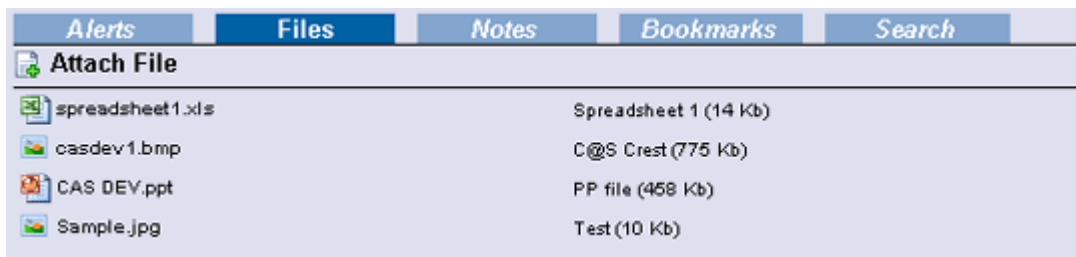 Alerts Files Notes Bookmarks Search
Attach File
spreadsheet1.xls Spreadsheet 1 (14 Kb)
casdev1.bmp C@S Crest (775 Kb)
CAS DEV.ppt PP file (458 Kb)
Sample.jpg Test (10 Kb)